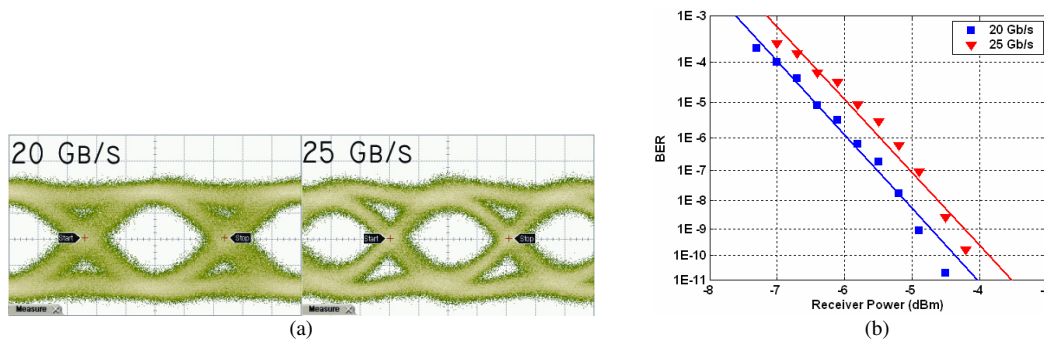 20 GB/S
25 GB/S
Start
Stop
Start
Stop
Measure
Measure
(a)
1E-3
1E-4
1E-5
1E-6
1E-7
1E-8
1E-9
1E-10
1E-11
BER
20 Gb/s
25 Gb/s
-8
-7
-6
-5
-4
Receiver Power (dBm)
(b)